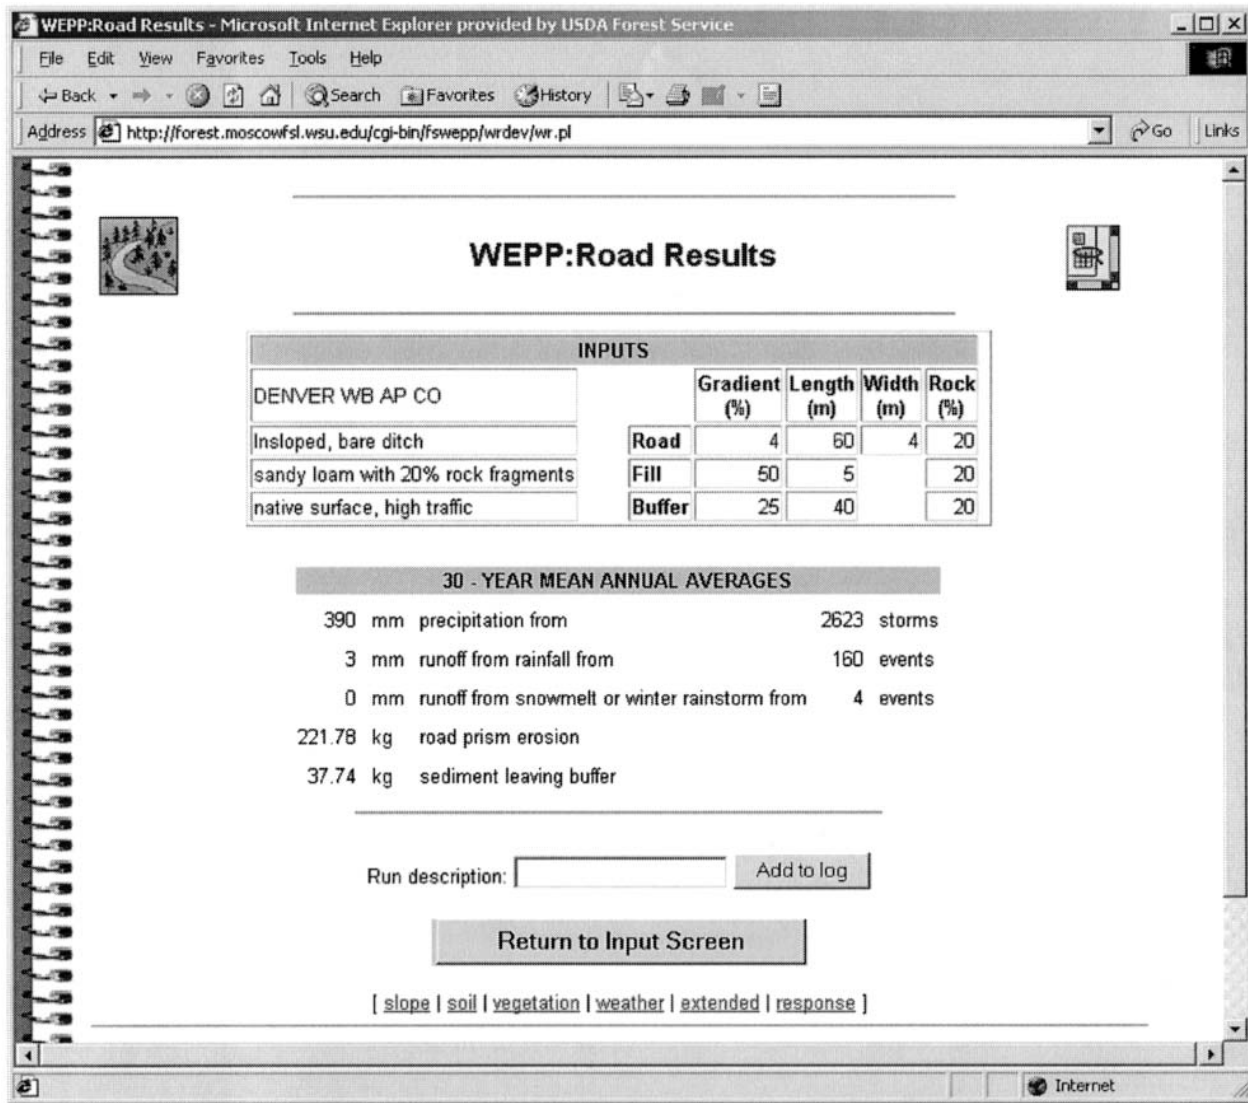 WEPP:Road Results - Microsoft Internet Explorer provided by USDA Forest Service
File Edit View Favorites Tools Help
Back Search Favorites History
Address http://forest.moscowfsl.wsu.edu/cgi-bin/fswepp/wrdev/wr.pl Go Links
WEPP:Road Results
INPUTS
DENVER WB AP CO Gradient (%) Length (m) Width (m) Rock (%)
Insloped, bare ditch Road 4 60 4 20
sandy loam with 20% rock fragments Fill 50 5 20
native surface, high traffic Buffer 25 40 20
30 - YEAR MEAN ANNUAL AVERAGES
390 mm precipitation from 2623 storms
3 mm runoff from rainfall from 160 events
0 mm runoff from snowmelt or winter rainstorm from 4 events
221.78 kg road prism erosion
37.74 kg sediment leaving buffer
Run description: Add to log
Return to Input Screen
[ slope | soil | vegetation | weather | extended | response ]
Internet